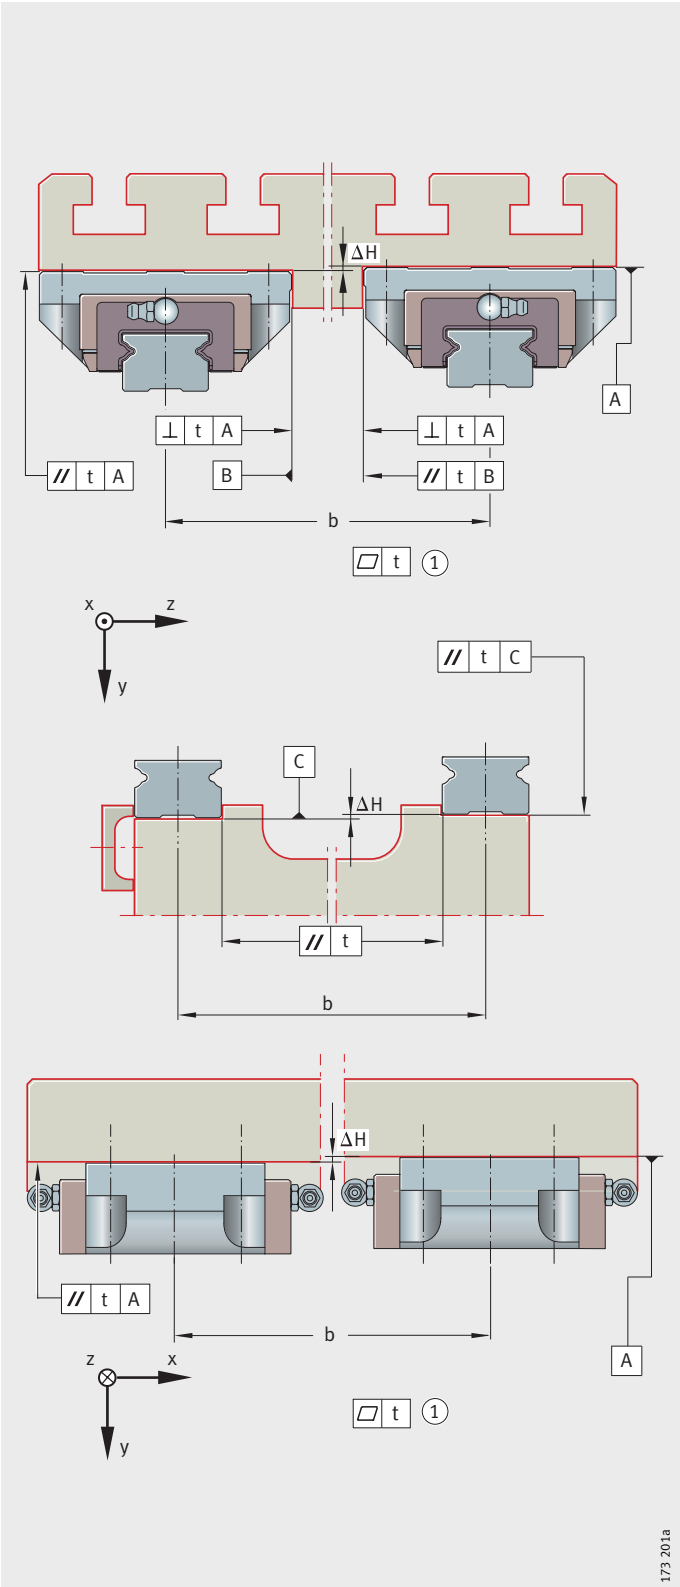 ΔH
A
⊥ t A
⊥ t A
// t A
B
// t B
b
⏥ t 1
x z
y
// t C
C
ΔH
// t
b
ΔH
// t A
b
A
z x
y
⏥ t 1
173 201a